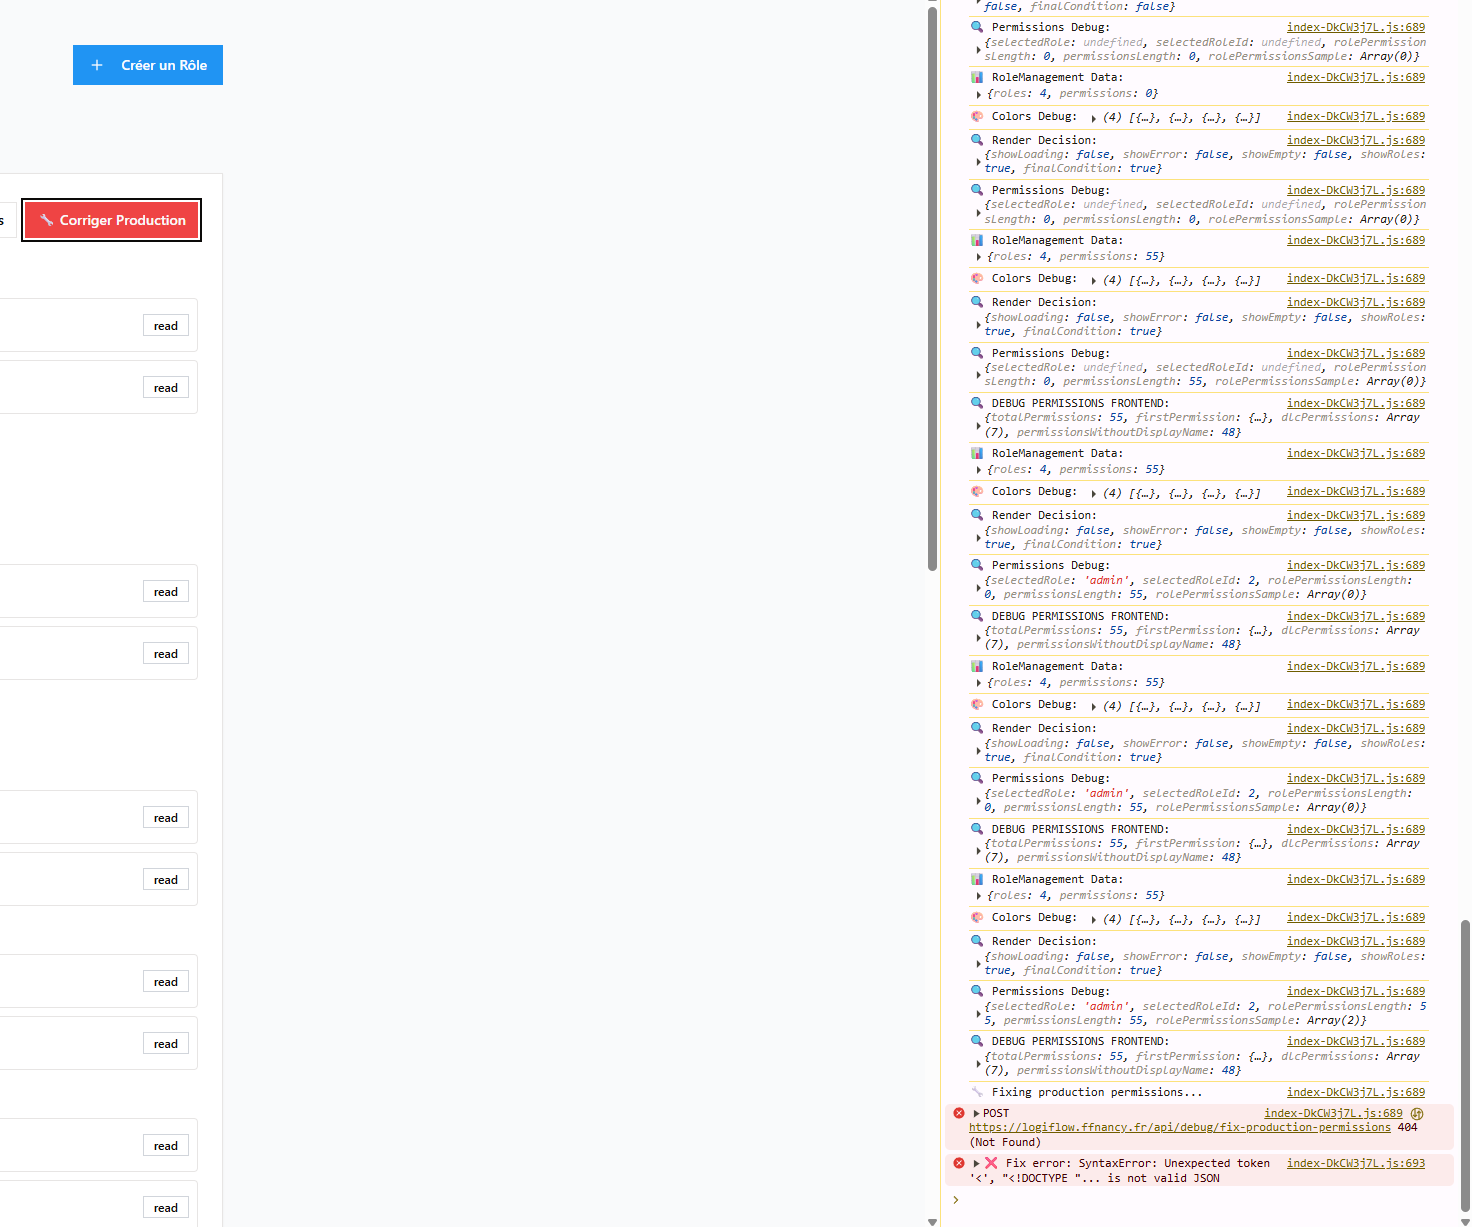 Créer un Rôle
s
Corriger Production
read
read
read
read
read
read
read
read
read
read
false, finalCondition: false}
Permissions Debug: index-DkCW3j7L.js:689
{selectedRole: undefined, selectedRoleId: undefined, rolePermission
sLength: 0, permissionsLength: 0, rolePermissionsSample: Array(0)}
RoleManagement Data: index-DkCW3j7L.js:689
{roles: 4, permissions: 0}
Colors Debug: (4) [{…}, {…}, {…}, {…}] index-DkCW3j7L.js:689
Render Decision: index-DkCW3j7L.js:689
{showLoading: false, showError: false, showEmpty: false, showRoles:
true, finalCondition: true}
Permissions Debug: index-DkCW3j7L.js:689
{selectedRole: undefined, selectedRoleId: undefined, rolePermission
sLength: 0, permissionsLength: 0, rolePermissionsSample: Array(0)}
RoleManagement Data: index-DkCW3j7L.js:689
{roles: 4, permissions: 55}
Colors Debug: (4) [{…}, {…}, {…}, {…}] index-DkCW3j7L.js:689
Render Decision: index-DkCW3j7L.js:689
{showLoading: false, showError: false, showEmpty: false, showRoles:
true, finalCondition: true}
Permissions Debug: index-DkCW3j7L.js:689
{selectedRole: undefined, selectedRoleId: undefined, rolePermission
sLength: 0, permissionsLength: 55, rolePermissionsSample: Array(0)}
DEBUG PERMISSIONS FRONTEND: index-DkCW3j7L.js:689
{totalPermissions: 55, firstPermission: {…}, dlcPermissions: Array
(7), permissionsWithoutDisplayName: 48}
RoleManagement Data: index-DkCW3j7L.js:689
{roles: 4, permissions: 55}
Colors Debug: (4) [{…}, {…}, {…}, {…}] index-DkCW3j7L.js:689
Render Decision: index-DkCW3j7L.js:689
{showLoading: false, showError: false, showEmpty: false, showRoles:
true, finalCondition: true}
Permissions Debug: index-DkCW3j7L.js:689
{selectedRole: 'admin', selectedRoleId: 2, rolePermissionsLength:
0, permissionsLength: 55, rolePermissionsSample: Array(0)}
DEBUG PERMISSIONS FRONTEND: index-DkCW3j7L.js:689
{totalPermissions: 55, firstPermission: {…}, dlcPermissions: Array
(7), permissionsWithoutDisplayName: 48}
RoleManagement Data: index-DkCW3j7L.js:689
{roles: 4, permissions: 55}
Colors Debug: (4) [{…}, {…}, {…}, {…}] index-DkCW3j7L.js:689
Render Decision: index-DkCW3j7L.js:689
{showLoading: false, showError: false, showEmpty: false, showRoles:
true, finalCondition: true}
Permissions Debug: index-DkCW3j7L.js:689
{selectedRole: 'admin', selectedRoleId: 2, rolePermissionsLength:
0, permissionsLength: 55, rolePermissionsSample: Array(0)}
DEBUG PERMISSIONS FRONTEND: index-DkCW3j7L.js:689
{totalPermissions: 55, firstPermission: {…}, dlcPermissions: Array
(7), permissionsWithoutDisplayName: 48}
RoleManagement Data: index-DkCW3j7L.js:689
{roles: 4, permissions: 55}
Colors Debug: (4) [{…}, {…}, {…}, {…}] index-DkCW3j7L.js:689
Render Decision: index-DkCW3j7L.js:689
{showLoading: false, showError: false, showEmpty: false, showRoles:
true, finalCondition: true}
Permissions Debug: index-DkCW3j7L.js:689
{selectedRole: 'admin', selectedRoleId: 2, rolePermissionsLength: 5
5, permissionsLength: 55, rolePermissionsSample: Array(2)}
DEBUG PERMISSIONS FRONTEND: index-DkCW3j7L.js:689
{totalPermissions: 55, firstPermission: {…}, dlcPermissions: Array
(7), permissionsWithoutDisplayName: 48}
Fixing production permissions... index-DkCW3j7L.js:689
POST index-DkCW3j7L.js:689
https://logiflow.ffnancy.fr/api/debug/fix-production-permissions 404
(Not Found)
Fix error: SyntaxError: Unexpected token index-DkCW3j7L.js:693
'<', "<!DOCTYPE "... is not valid JSON